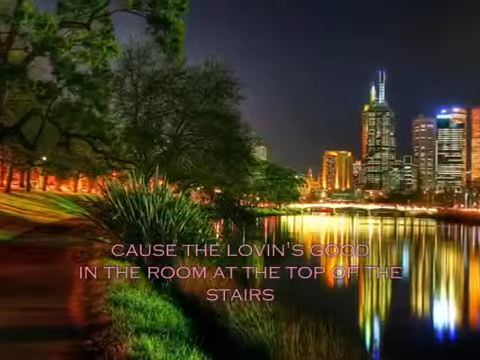 CAUSE THE LOVIN'S GOOD
IN THE ROOM AT THE TOP OF THE
STAIRS